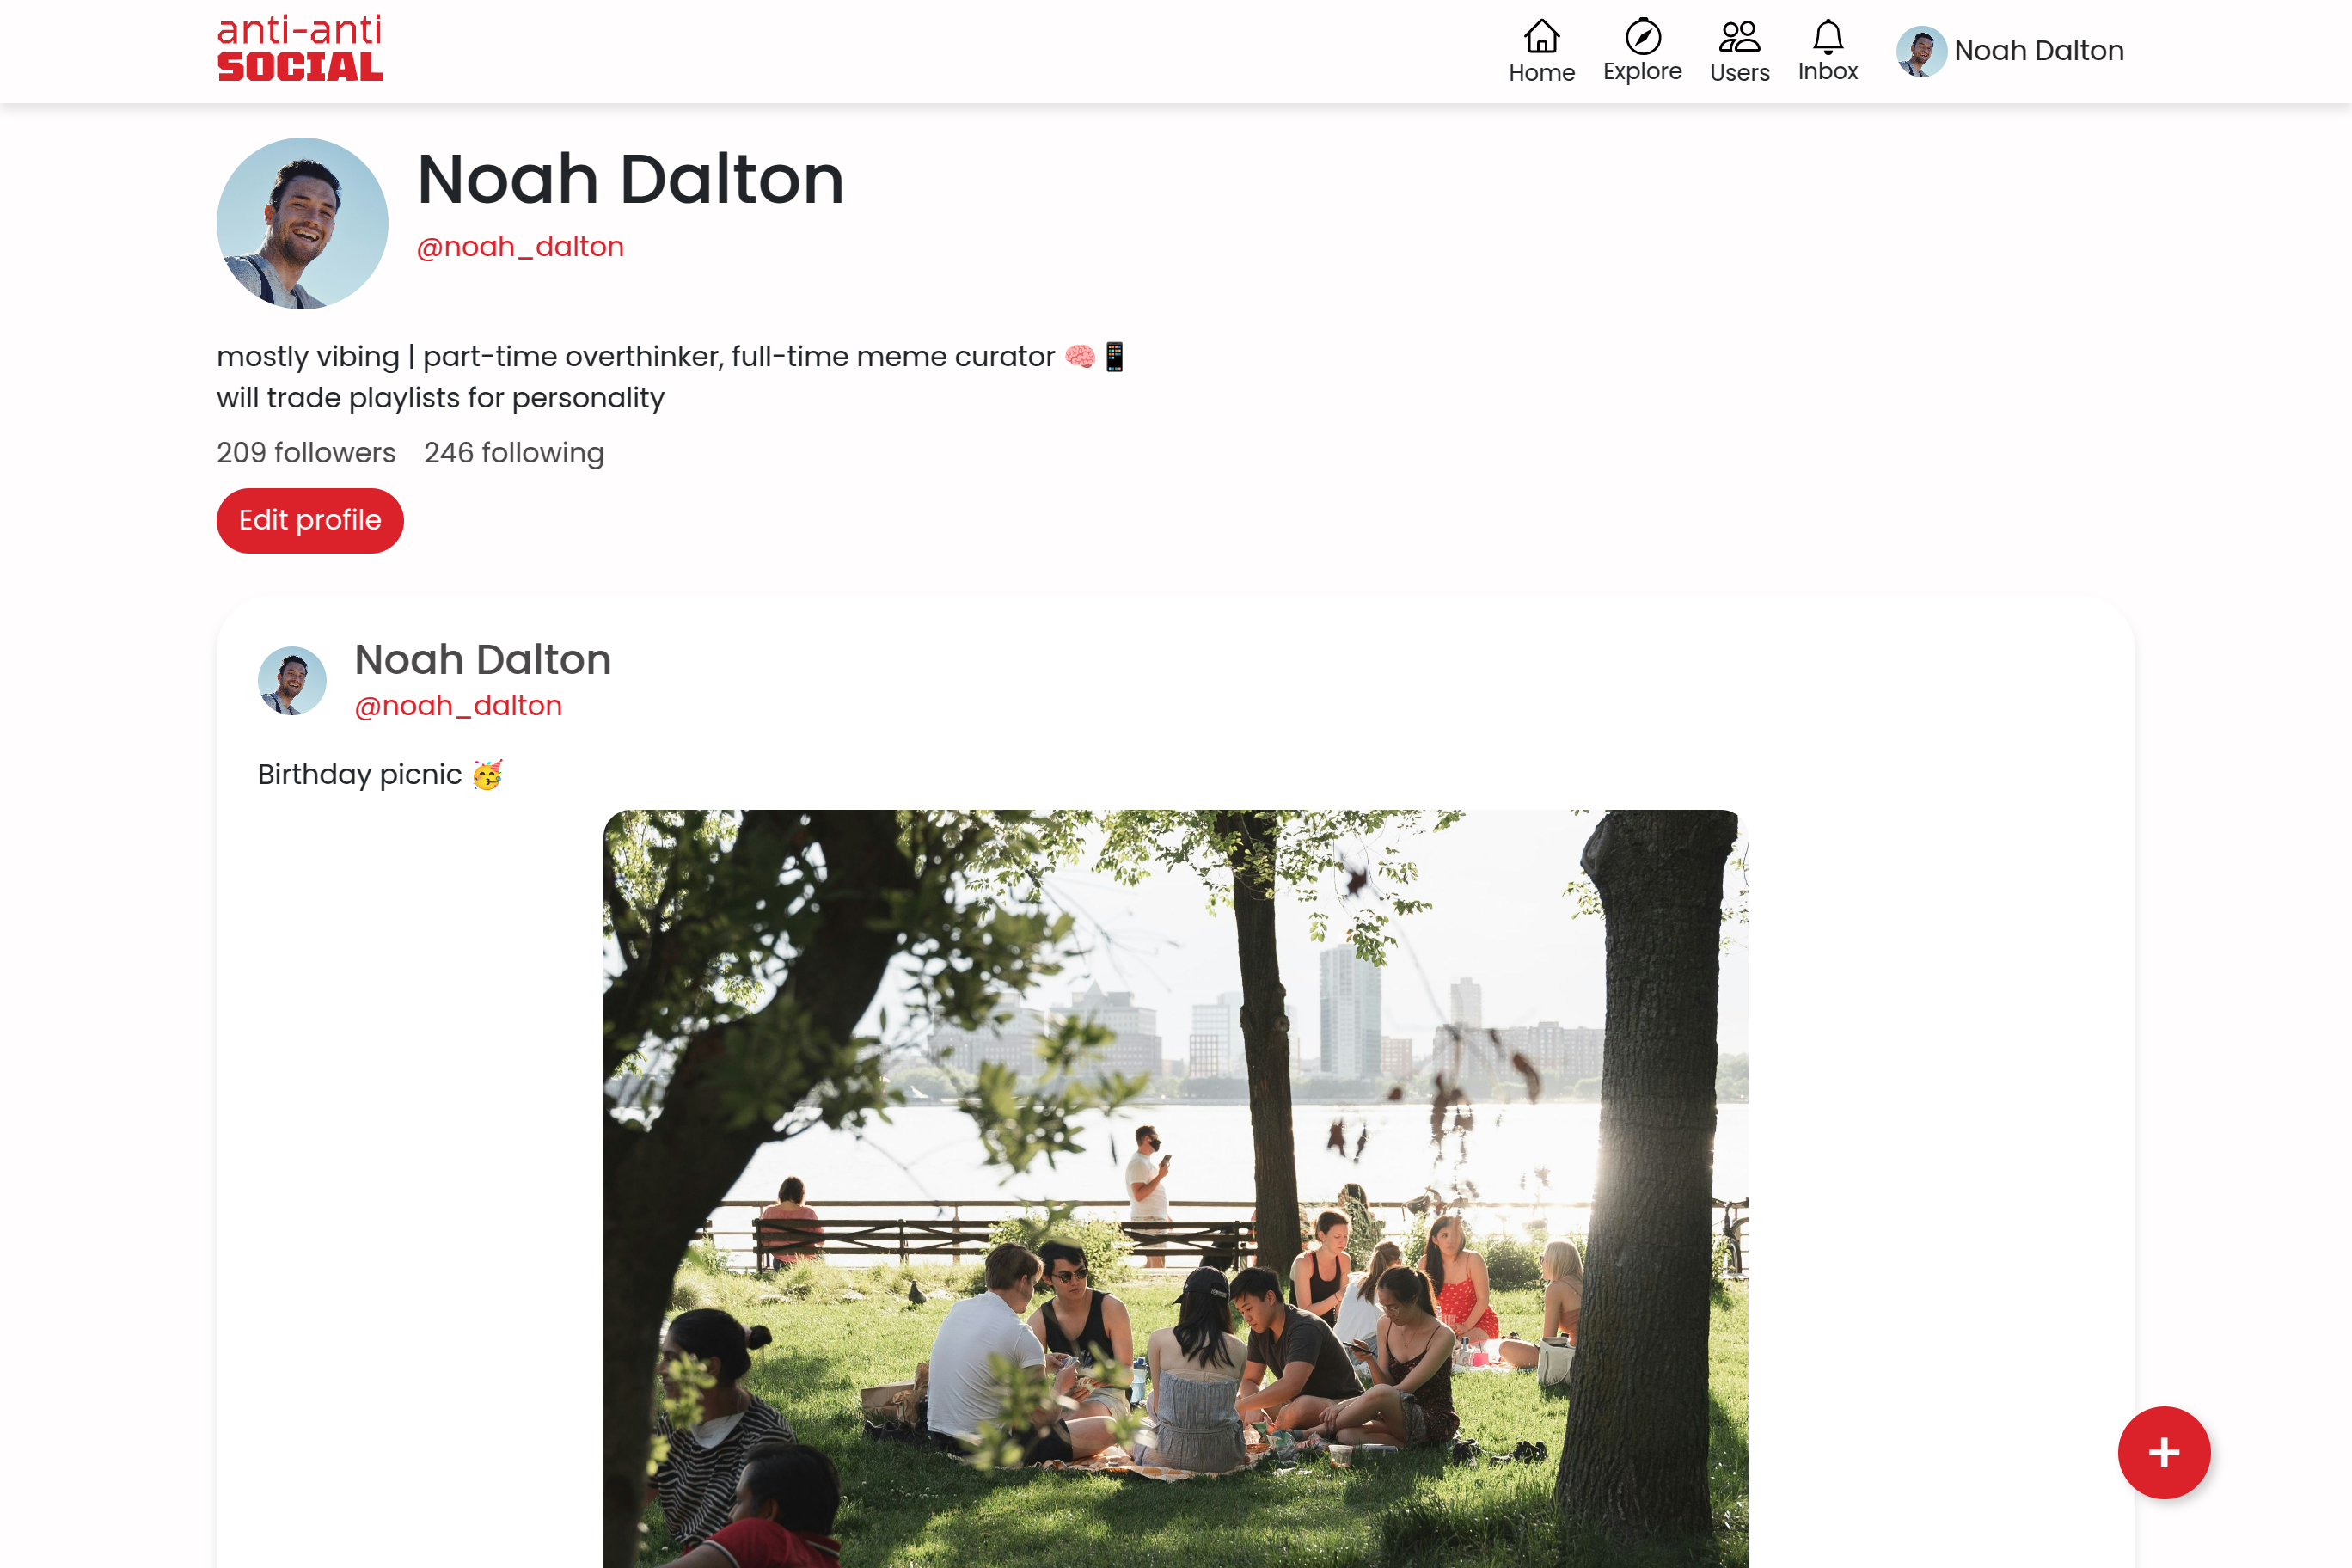 anti-anti
SOCIAL
Home
Explore
Users
Inbox
Noah Dalton
Noah Dalton
@noah_dalton
mostly vibing | part-time overthinker, full-time meme curator 🧠📱
will trade playlists for personality
209 followers 246 following
Edit profile
Noah Dalton
@noah_dalton
Birthday picnic 🥳
+